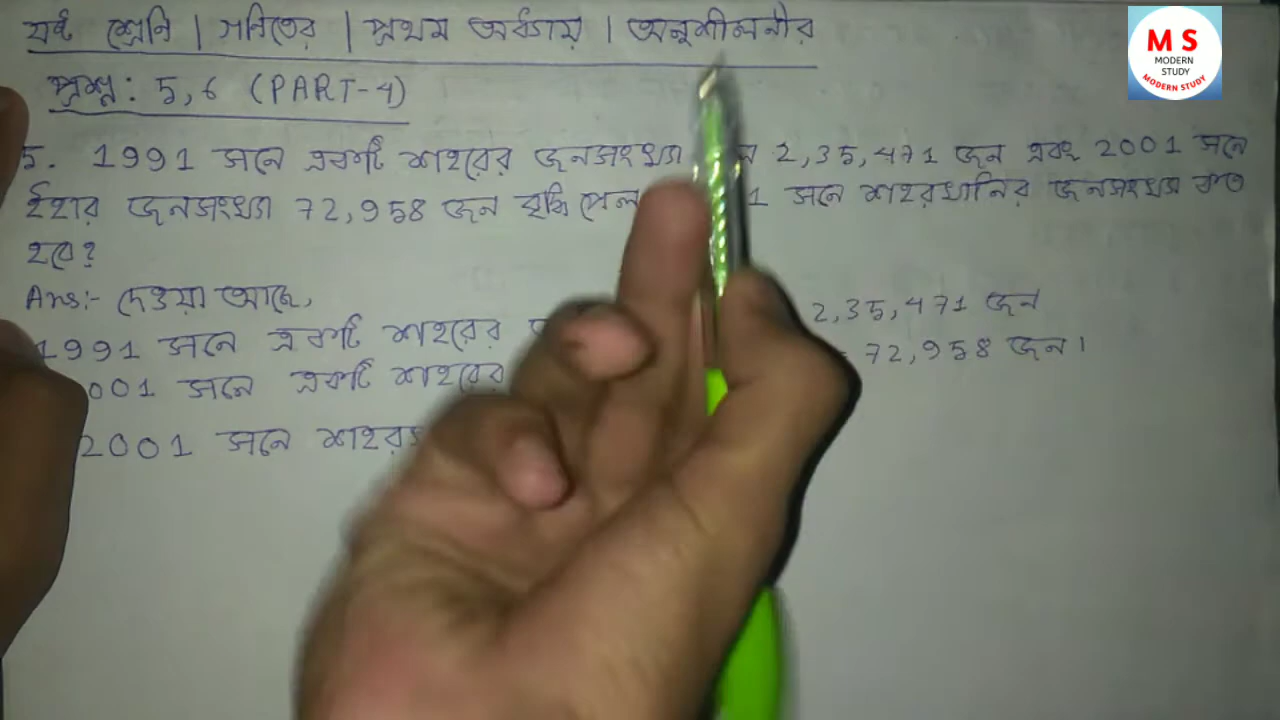 ষষ্ঠ শ্রেনি | গনিতের | প্রথম অধ্যায় | অনুশীলনীর
প্রশ্ন: 5, 6 (PART-4)
5. 1991 সনে একটি শহরের জনসংখ্যা 2,35,471 জন এবং 2001 সনে
ইহার জনসংখ্যা 72,958 জন বৃদ্ধি পেল 1 সনে শহরখানির জনসংখ্যা কত
হবে?
Ans:- দেওয়া আছে,
1991 সনে একটি শহরের 2,35,471 জন
001 সনে একটি শহরের = 72,958 জন।
2001 সনে
M S
MODERN
STUDY
MODERN STUDY